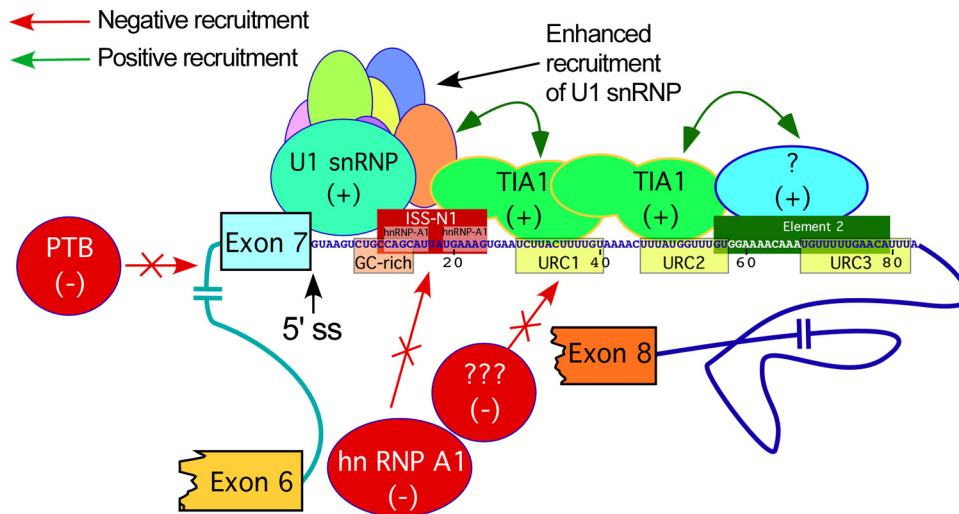 Negative recruitment
Positive recruitment
Enhanced
recruitment
of U1 snRNP
U1 snRNP
(+)
TIA1
(+)
TIA1
(+)
?
(+)
PTB
(-)
Exon 7
ISS-N1
hnRNP-A1 hnRNP-A1
Element 2
GUAAGUCUGCCAGCAUUAUGAAAGUGAAUCUUACUUUUGUAAAACUUUAUGGUUUGUGGAAAACAAAUGUUUUUGAACAUUUA
GC-rich 20 URC1 40 URC2 60 URC3 80
5' ss
Exon 8
???
(-)
hn RNP A1
(-)
Exon 6